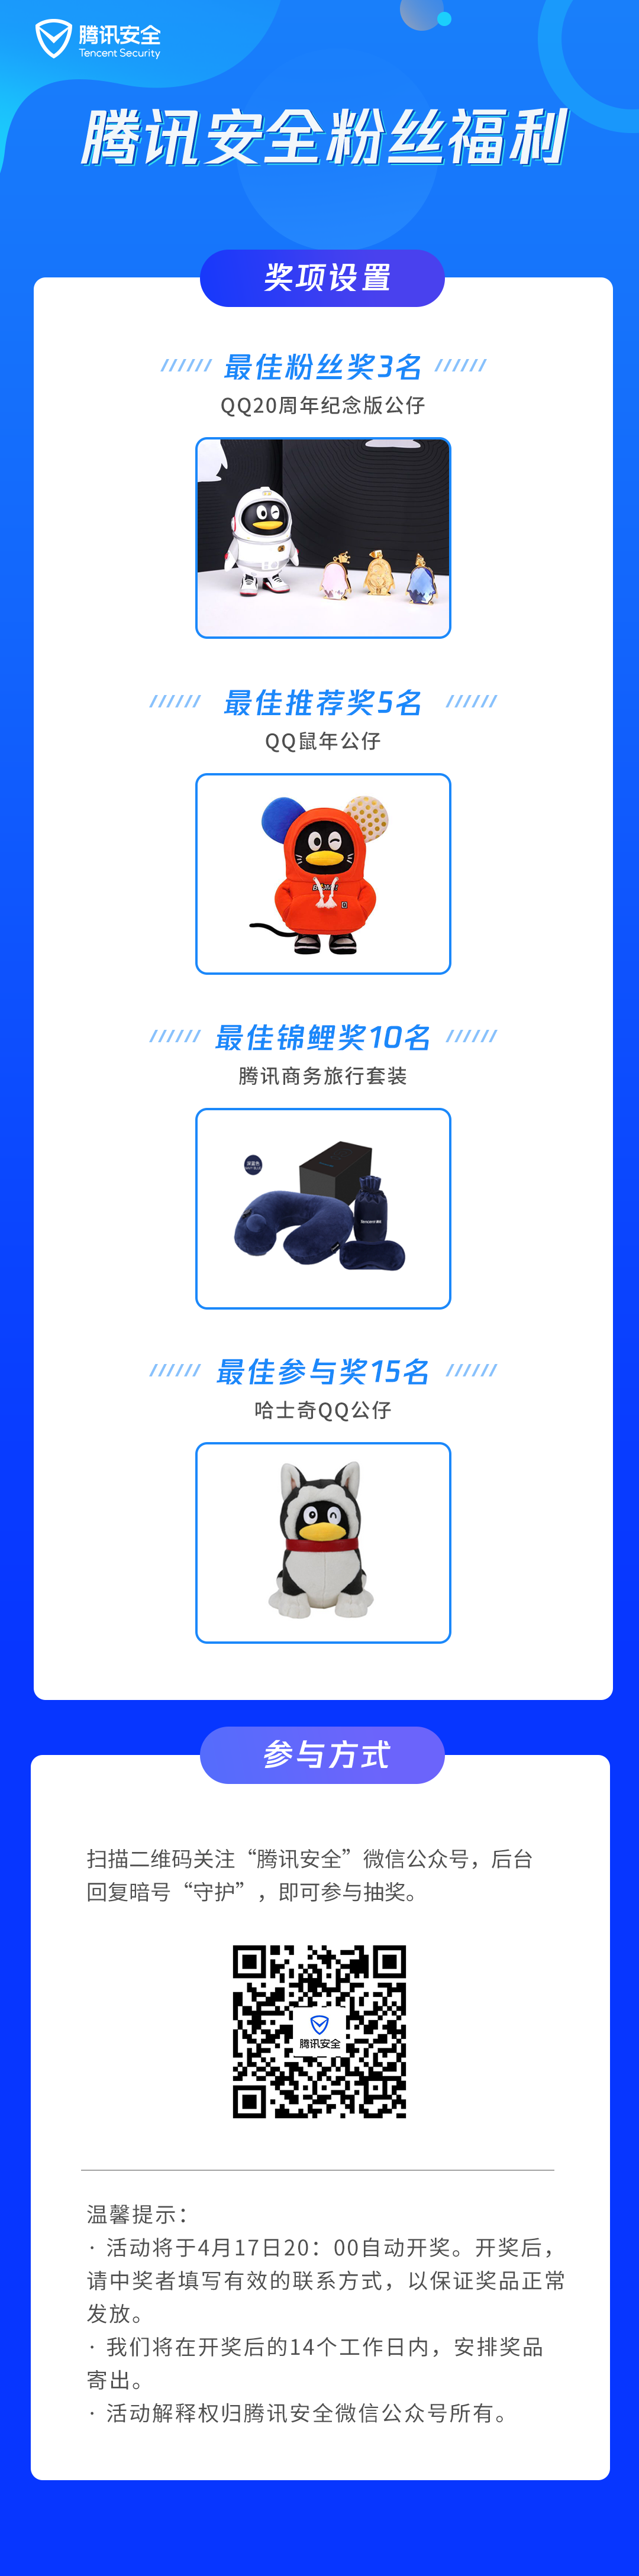 腾讯安全
Tencent Security
腾讯安全粉丝福利
奖项设置
最佳粉丝奖3名
QQ20周年纪念版公仔
最佳推荐奖5名
QQ鼠年公仔
最佳锦鲤奖10名
腾讯商务旅行套装
最佳参与奖15名
哈士奇QQ公仔
参与方式
扫描二维码关注“腾讯安全”微信公众号，后台
回复暗号“守护”，即可参与抽奖。
腾讯安全
温馨提示：
· 活动将于4月17日20：00自动开奖。开奖后，
请中奖者填写有效的联系方式，以保证奖品正常
发放。
· 我们将在开奖后的14个工作日内，安排奖品
寄出。
· 活动解释权归腾讯安全微信公众号所有。